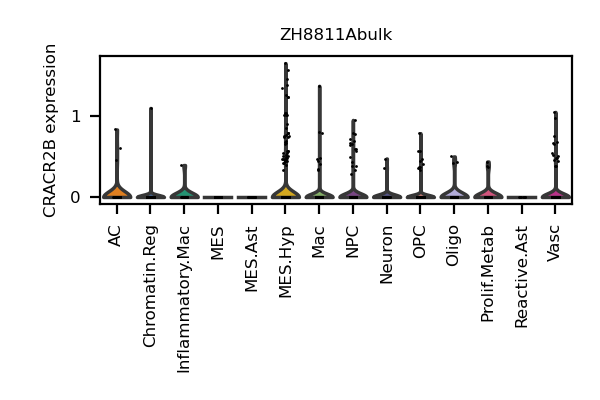 ZH8811Abulk
CRACR2B expression
1
0
AC
Chromatin.Reg
Inflammatory.Mac
MES
MES.Ast
MES.Hyp
Mac
NPC
Neuron
OPC
Oligo
Prolif.Metab
Reactive.Ast
Vasc